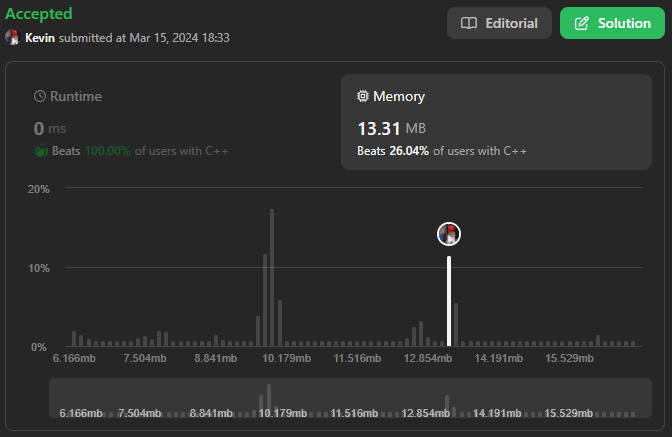 Accepted
Kevin submitted at Mar 15, 2024 18:33
Editorial
Solution
Runtime
0 ms
Beats 100.00% of users with C++
Memory
13.31 MB
Beats 26.04% of users with C++
20%
10%
0%
6.166mb 7.504mb 8.841mb 10.179mb 11.516mb 12.854mb 14.191mb 15.529mb
6.166mb 7.504mb 8.841mb 10.179mb 11.516mb 12.854mb 14.191mb 15.529mb